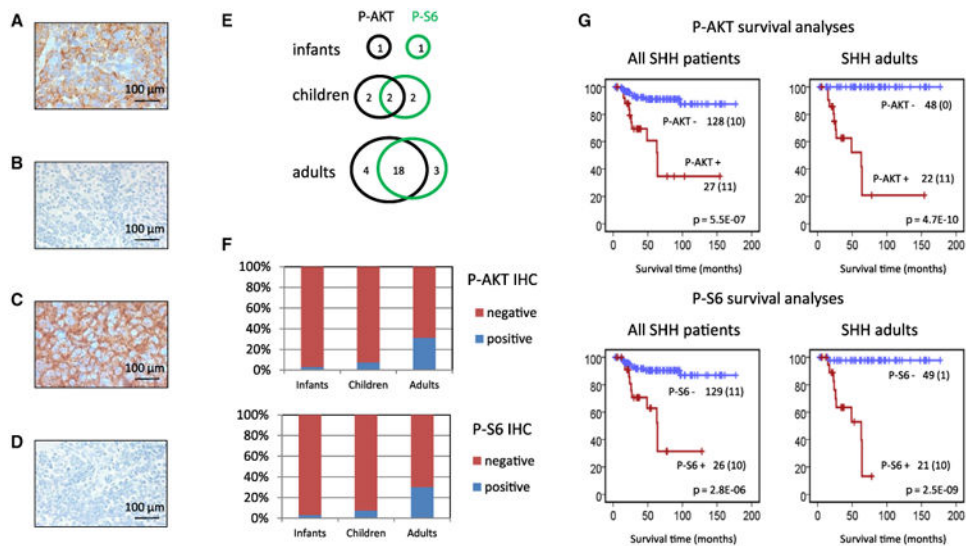 A
100 µm
B
100 µm
C
100 µm
D
100 µm
E
P-AKT P-S6
infants 1 1
children 2 2 2
adults 4 18 3
F
100%
80%
60%
40%
20%
0%
Infants Children Adults
P-AKT IHC
negative
positive
100%
80%
60%
40%
20%
0%
Infants Children Adults
P-S6 IHC
negative
positive
G
P-AKT survival analyses
All SHH patients
100
80
60
40
20
0
P-AKT - 128 (10)
P-AKT +
27 (11)
p = 5.5E-07
0 50 100 150 200
Survival time (months)
SHH adults
100
80
60
40
20
0
P-AKT - 48 (0)
P-AKT + 22 (11)
p = 4.7E-10
0 50 100 150 200
Survival time (months)
P-S6 survival analyses
All SHH patients
100
80
60
40
20
0
P-S6 - 129 (11)
P-S6 + 26 (10)
p = 2.8E-06
0 50 100 150 200
Survival time (months)
SHH adults
100
80
60
40
20
0
P-S6 - 49 (1)
P-S6 + 21 (10)
p = 2.5E-09
0 50 100 150 200
Survival time (months)